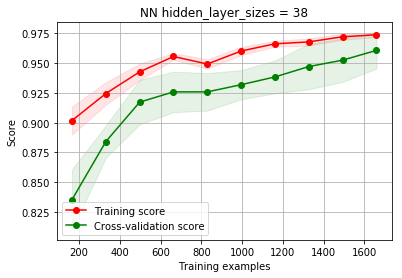 NN hidden_layer_sizes = 38
0.975
0.950
0.925
0.900
0.875
0.850
0.825
Score
Training score
Cross-validation score
200 400 600 800 1000 1200 1400 1600
Training examples